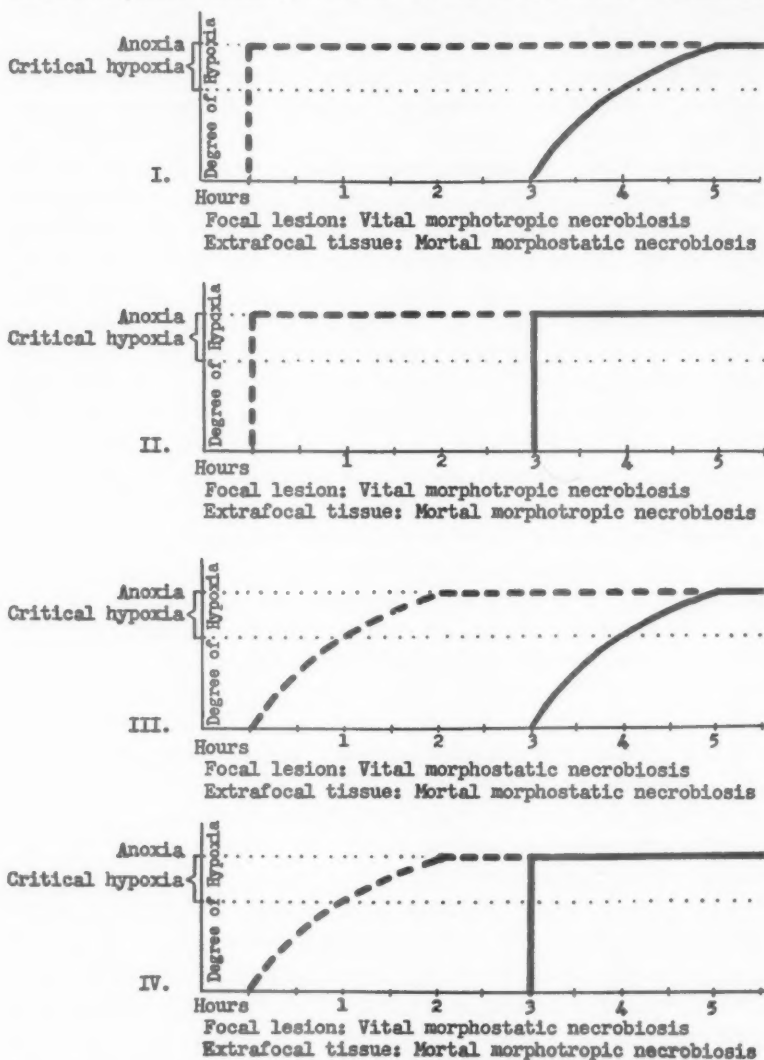 Anoxia
Critical hypoxia
Degree of Hypoxia
I.
1 2 3 4 5
Hours
Focal lesion: Vital morphotropic necrobiosis
Extrafocal tissue: Mortal morphostatic necrobiosis
Anoxia
Critical hypoxia
Degree of Hypoxia
II.
1 2 3 4 5
Hours
Focal lesion: Vital morphotropic necrobiosis
Extrafocal tissue: Mortal morphotropic necrobiosis
Anoxia
Critical hypoxia
Degree of Hypoxia
III.
1 2 3 4 5
Hours
Focal lesion: Vital morphostatic necrobiosis
Extrafocal tissue: Mortal morphostatic necrobiosis
Anoxia
Critical hypoxia
Degree of Hypoxia
IV.
1 2 3 4 5
Hours
Focal lesion: Vital morphostatic necrobiosis
Extrafocal tissue: Mortal morphotropic necrobiosis